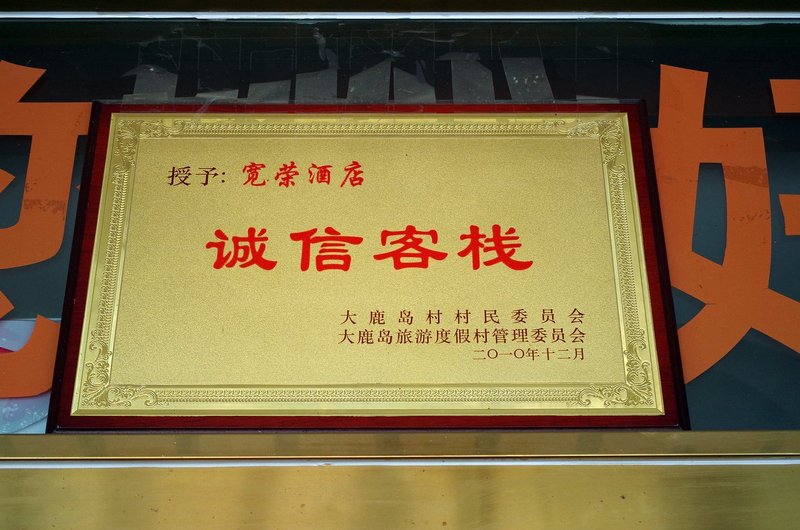 授予: 宽荣酒店
诚信客栈
大鹿岛村村民委员会
大鹿岛旅游度假村管理委员会
二〇一〇年十二月
好